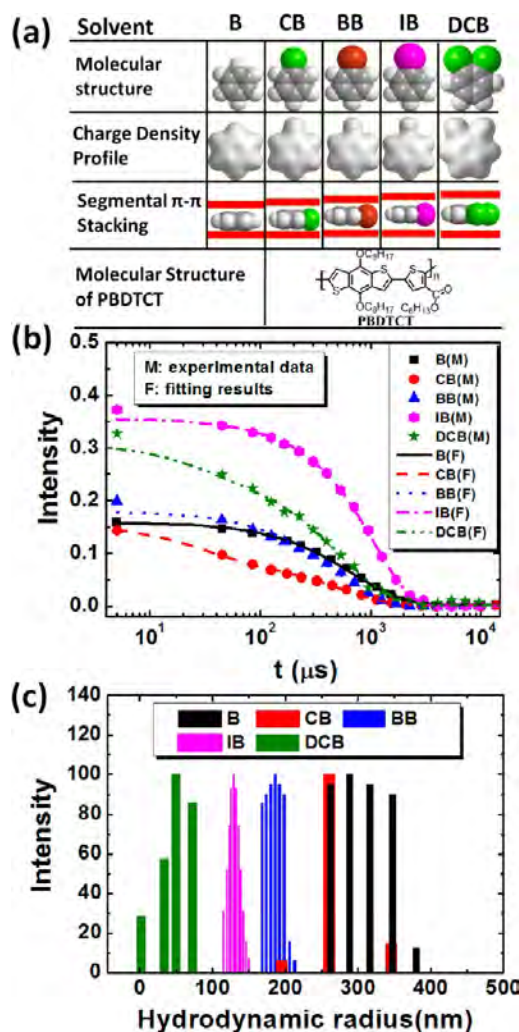 (a)
Solvent B CB BB IB DCB
Molecular
structure
Charge Density
Profile
Segmental π-π
Stacking
Molecular Structure
of PBDTCT
OC₈H₁₇
S
S
S
n
OC₈H₁₇
C₆H₁₃O
C
O
PBDTCT
(b)
M: experimental data
F: fitting results
B(M)
CB(M)
BB(M)
IB(M)
DCB(M)
B(F)
CB(F)
BB(F)
IB(F)
DCB(F)
Intensity
0.5
0.4
0.3
0.2
0.1
0.0
10¹ 10² 10³ 10⁴
t (μs)
(c)
B CB BB
IB DCB
Intensity
140
120
100
80
60
40
20
0
0 100 200 300 400 500
Hydrodynamic radius(nm)